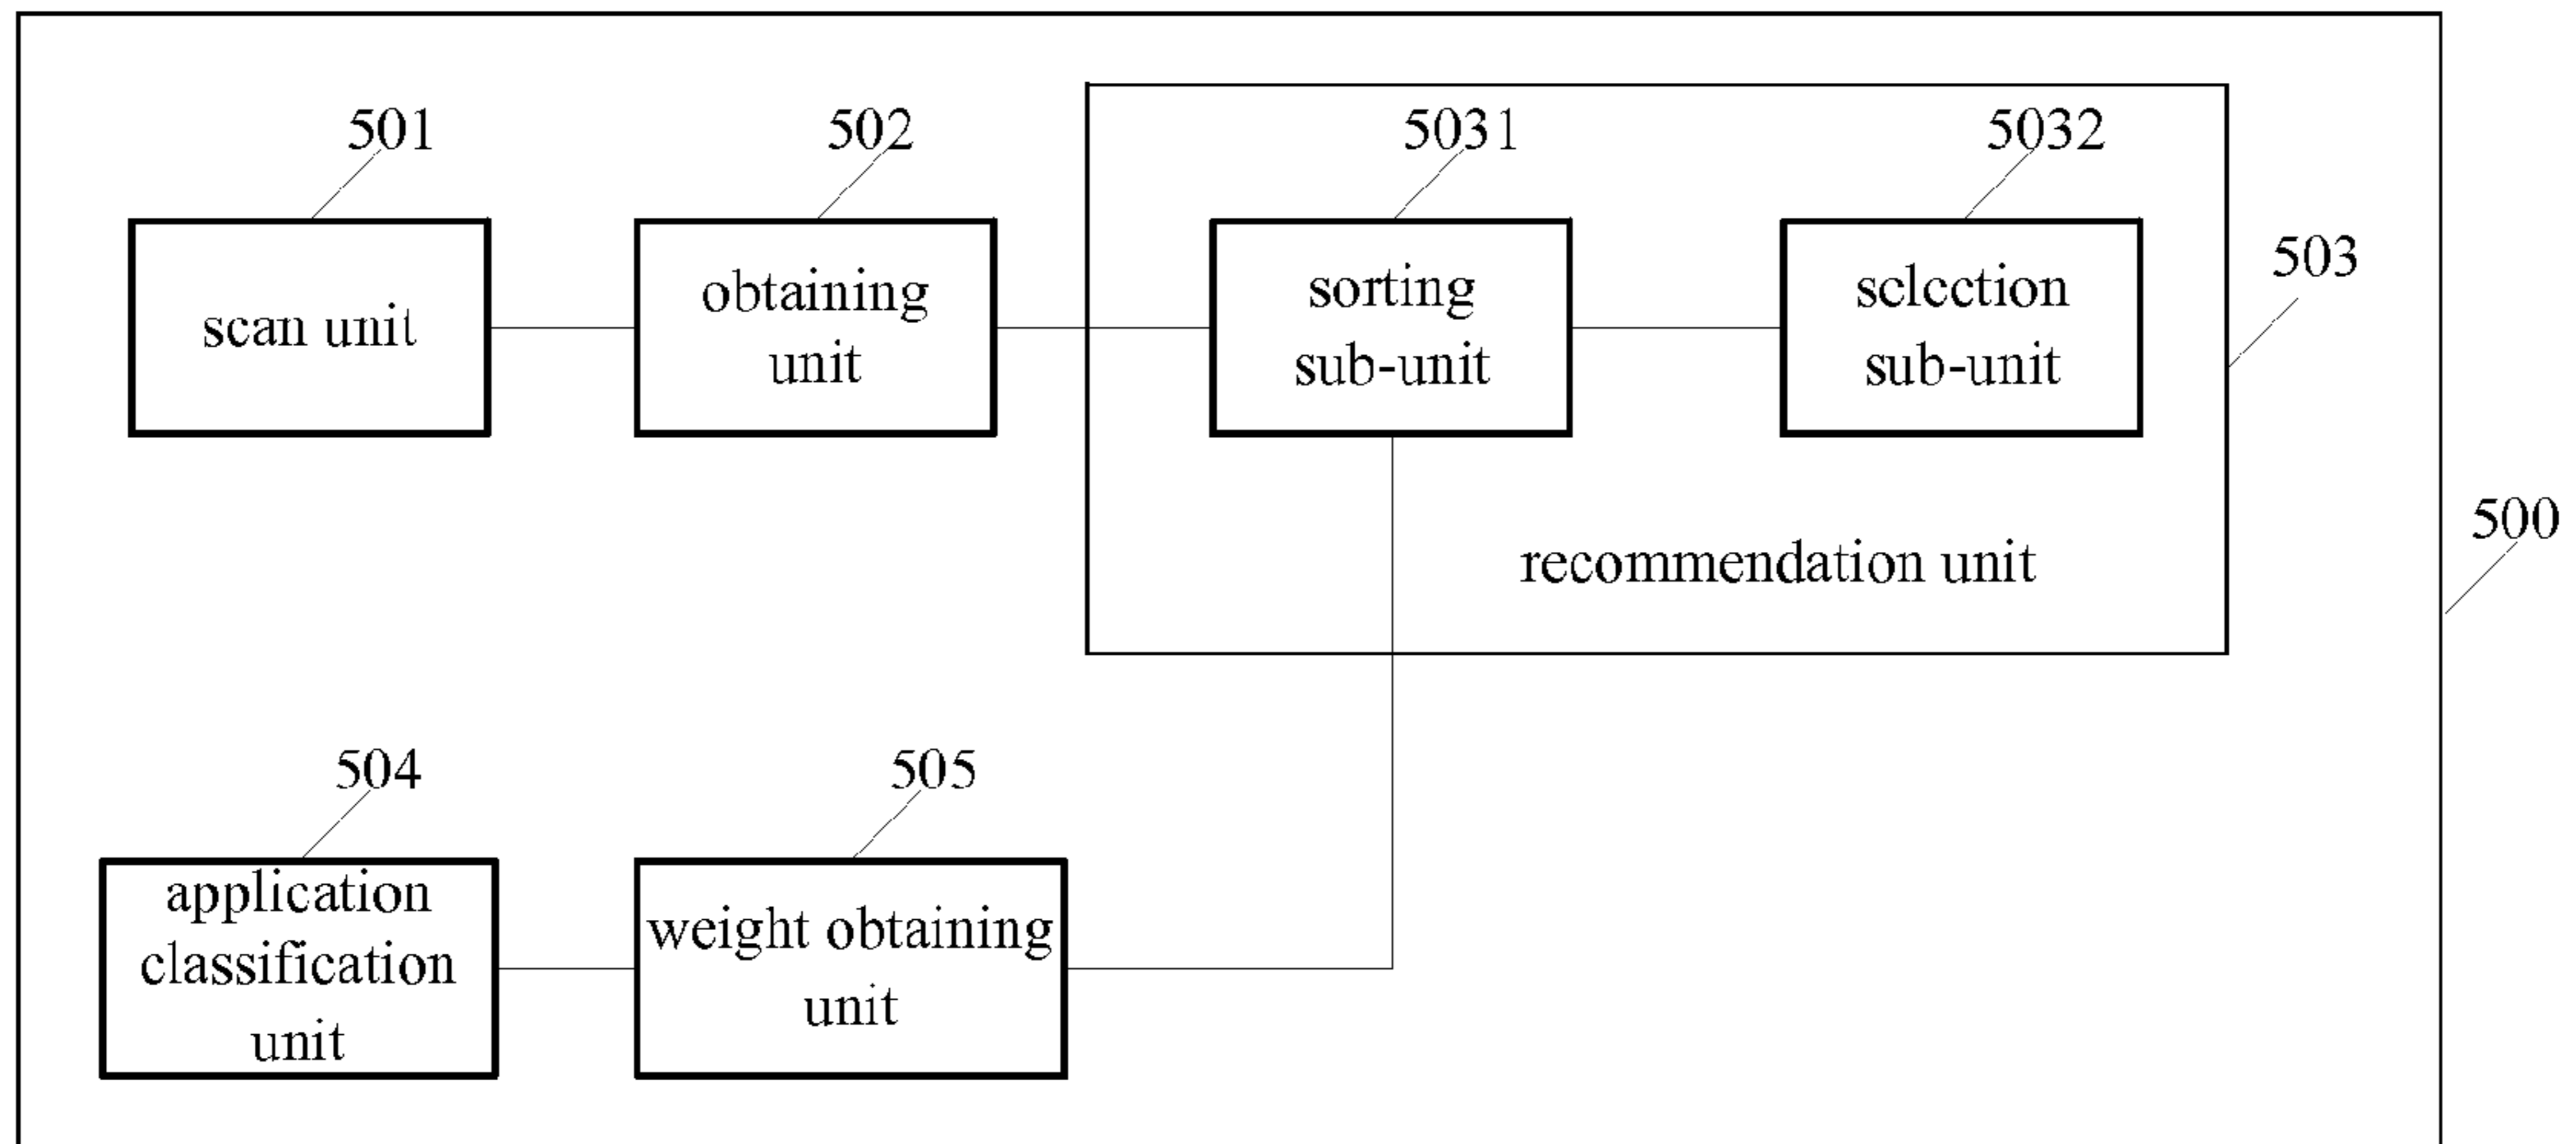 501
502
5031
5032
scan unit
obtaining
unit
sorting
sub-unit
selection
sub-unit
503
500
recommendation unit
504
505
application
classification
unit
weight obtaining
unit